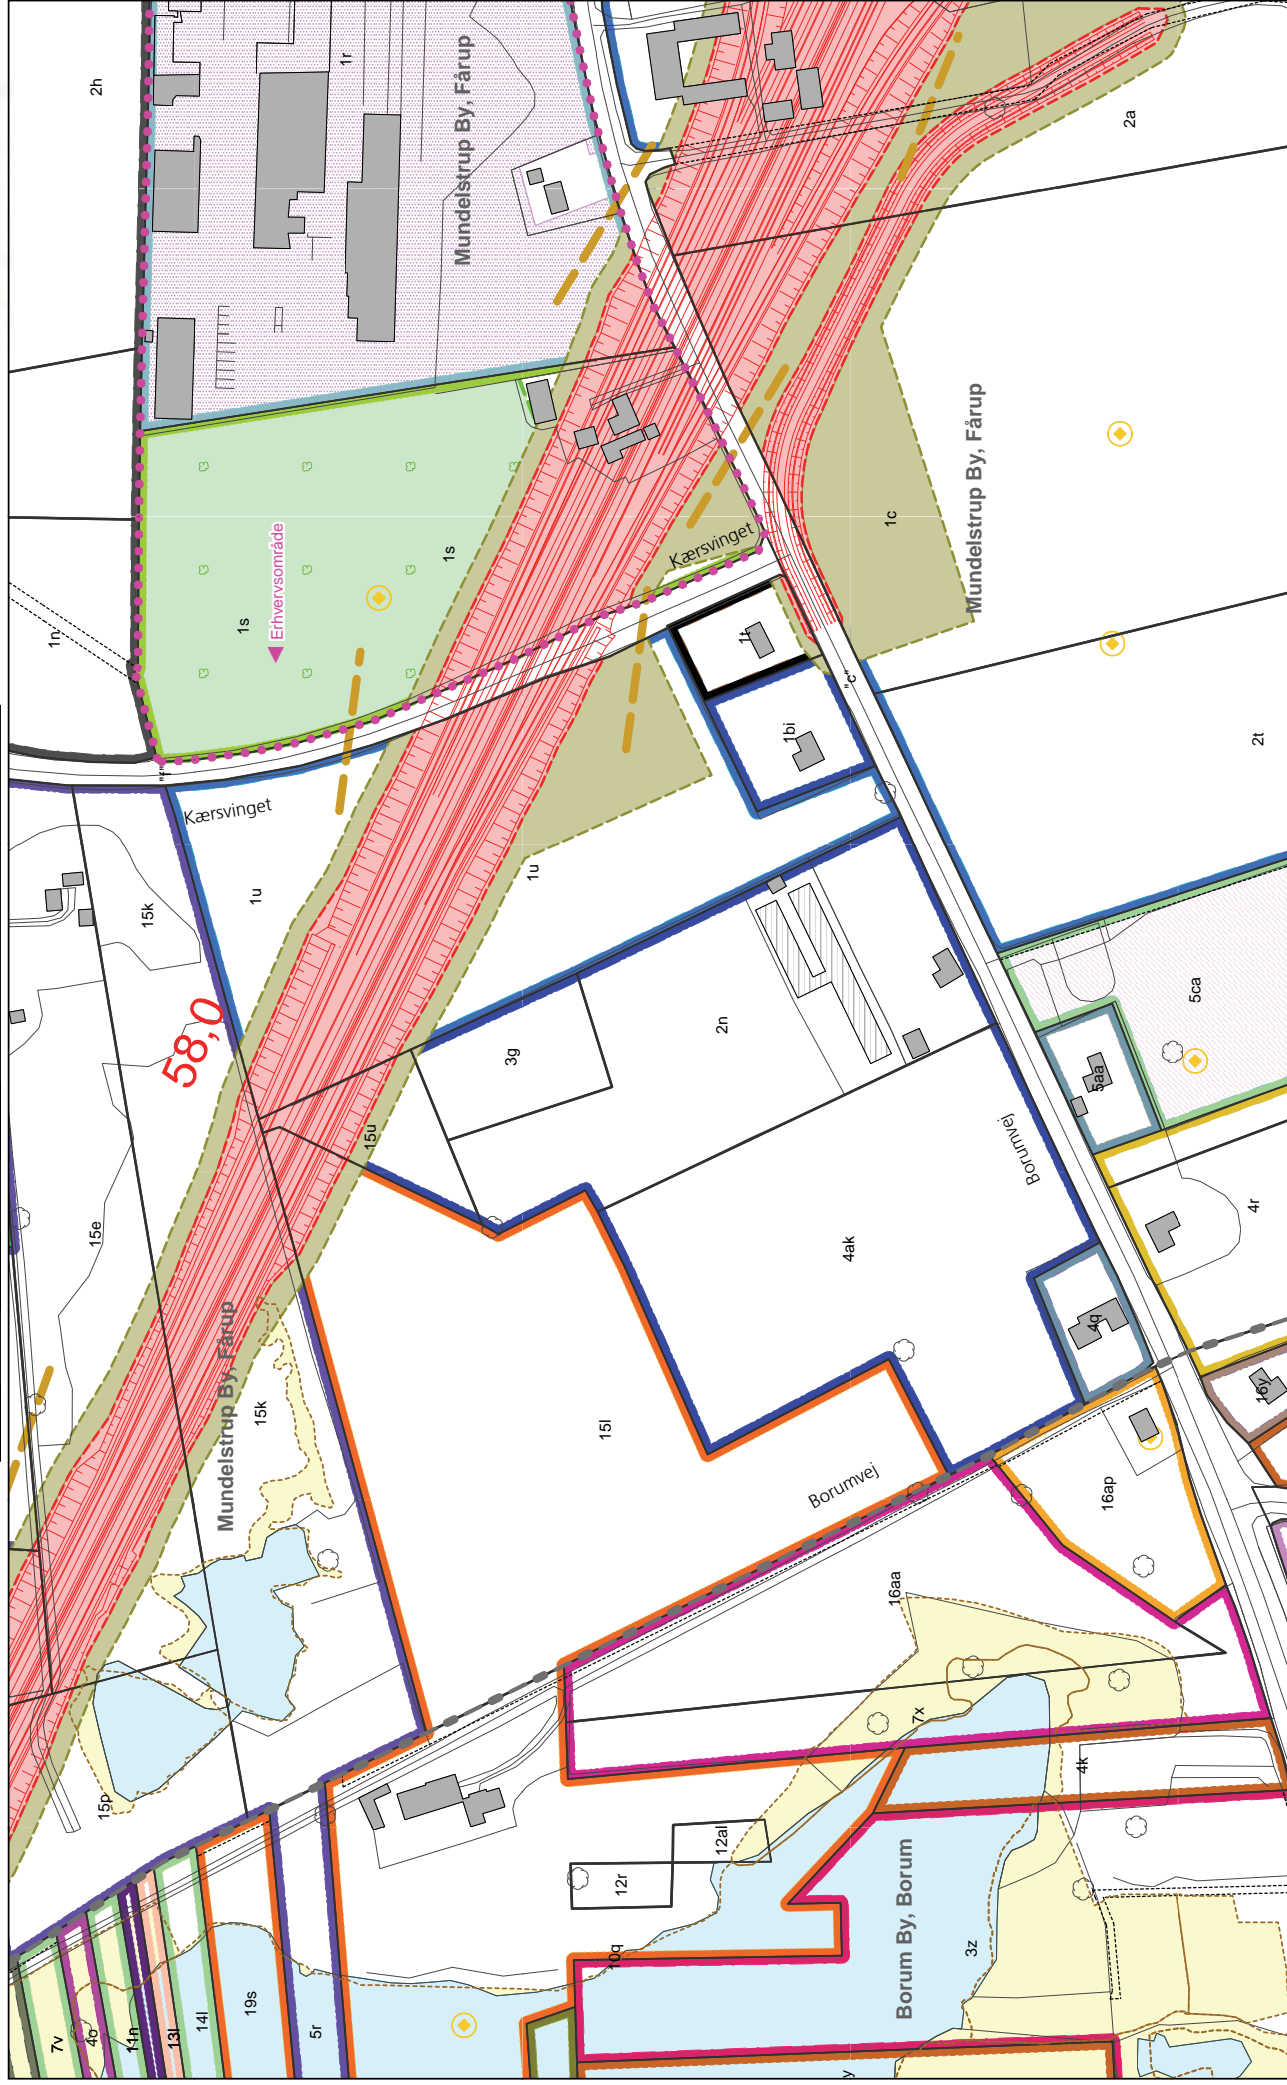 2h
1r
Mundelstrup By, Fårup
2a
1n
1s
Erhvervsområde
1s
Kærsvinget
1c
Mundelstrup By, Fårup
1t
"c"
1bi
2t
"f"
Kærsvinget
1u
1u
15k
58,0
3g
2n
5ca
5aa
15u
15e
Borumvej
4r
4ak
4q
Mundelstrup By, Fårup
15k
15l
16y
Borumvej
16ap
16aa
15p
7x
4k
12al
12r
10q
Borum By, Borum
3z
7v
4o
11n
13l
14l
19s
5r
y